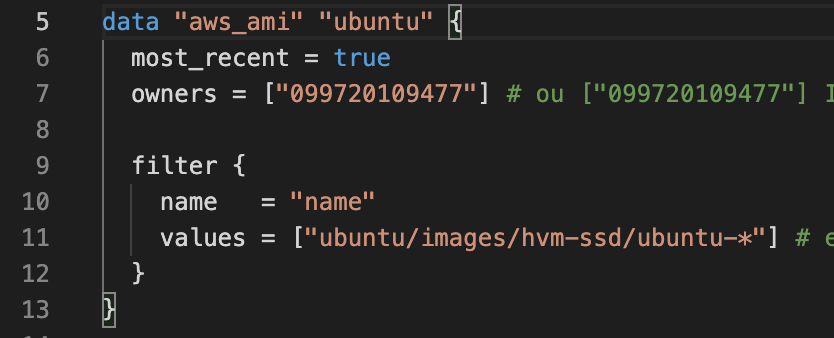 5 data "aws_ami" "ubuntu" {
6 most_recent = true
7 owners = ["099720109477"] # ou ["099720109477"]
8
9 filter {
10 name   = "name"
11 values = ["ubuntu/images/hvm-ssd/ubuntu-*"] #
12 }
13 }